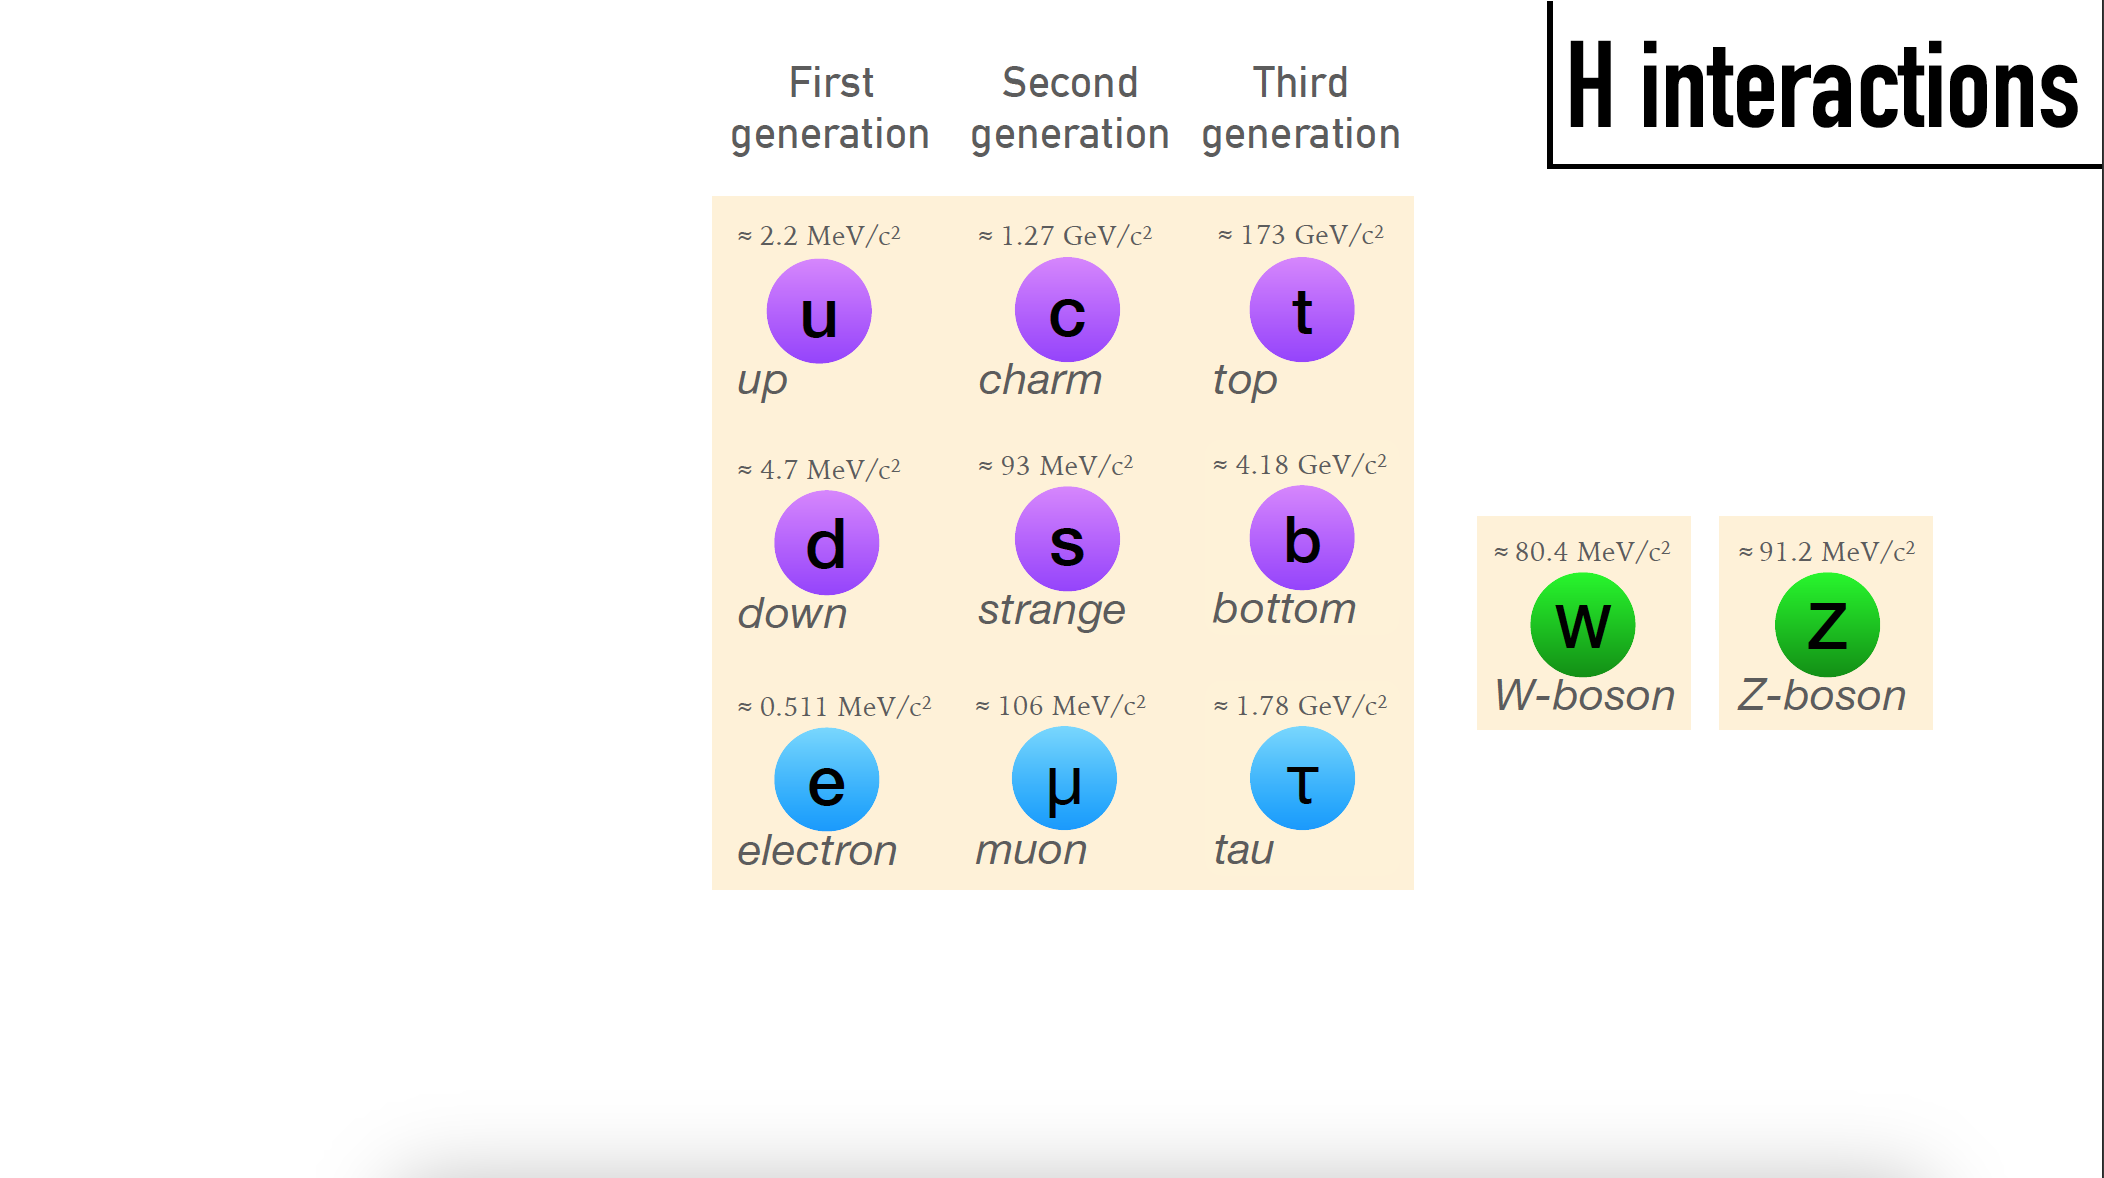 H interactions
First generation
Second generation
Third generation
≈ 2.2 MeV/c²
≈ 1.27 GeV/c²
≈ 173 GeV/c²
u
c
t
up
charm
top
≈ 4.7 MeV/c²
≈ 93 MeV/c²
≈ 4.18 GeV/c²
d
s
b
down
strange
bottom
≈ 0.511 MeV/c²
≈ 106 MeV/c²
≈ 1.78 GeV/c²
e
μ
τ
electron
muon
tau
≈ 80.4 MeV/c²
≈ 91.2 MeV/c²
W
Z
W-boson
Z-boson